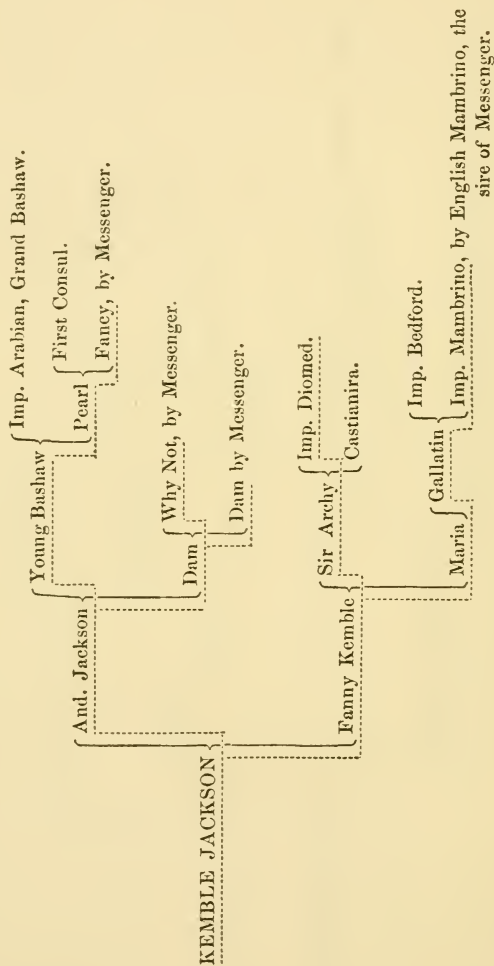 KEMBLE JACKSON
And. Jackson
Young Bashaw
Imp. Arabian, Grand Bashaw.
Pearl
First Consul.
Fancy, by Messenger.
Dam
Why Not, by Messenger.
Dam by Messenger.
Fanny Kemble
Sir Archy
Imp. Diomed.
Castianira.
Maria
Gallatin
Imp. Bedford.
Imp. Mambrino, by English Mambrino, the
sire of Messenger.